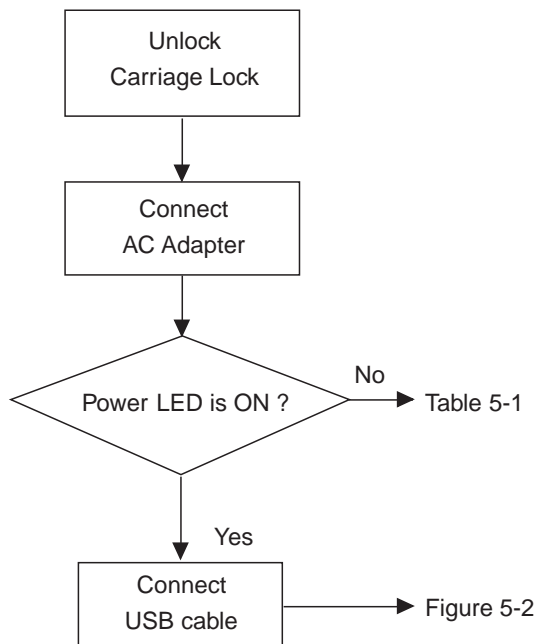 Unlock
Carriage Lock
Connect
AC Adapter
Power LED is ON ?
No
Table 5-1
Yes
Connect
USB cable
Figure 5-2